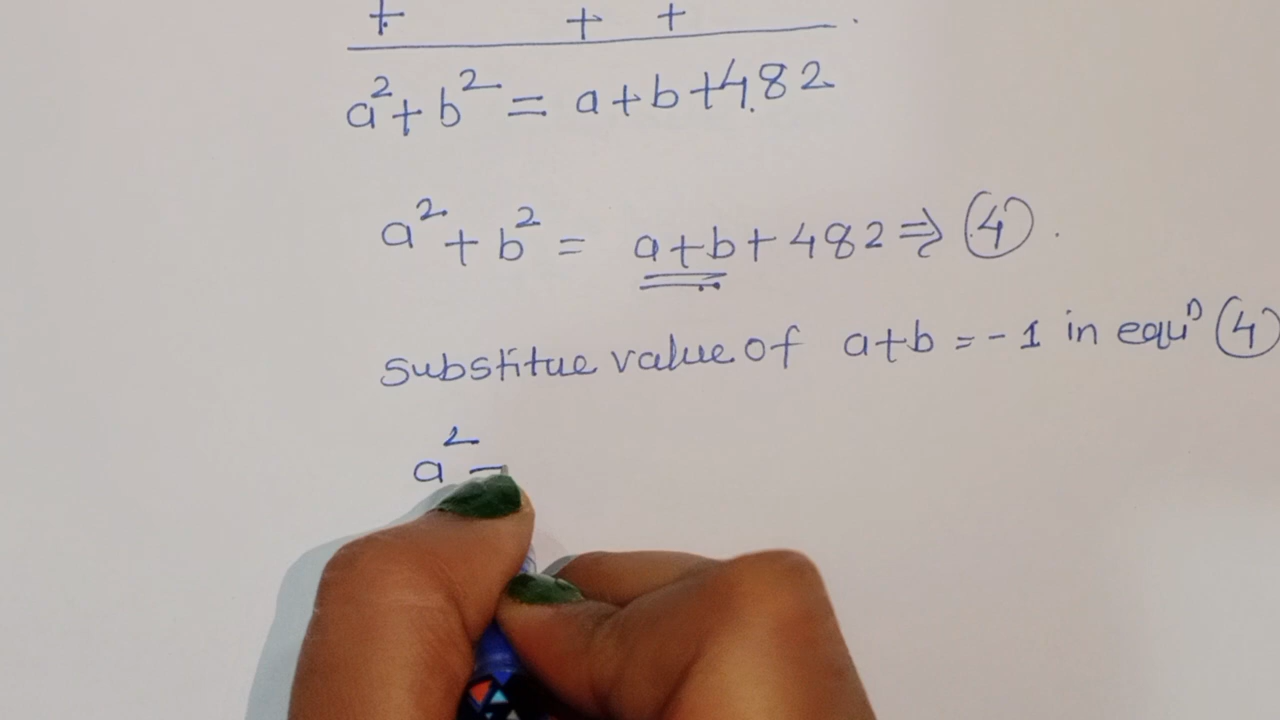 + + + .
a²+b² = a+b+482
a²+b² = a+b+482⇒ ④ .
substitue value of a+b = -1 in equⁿ ④
a² -